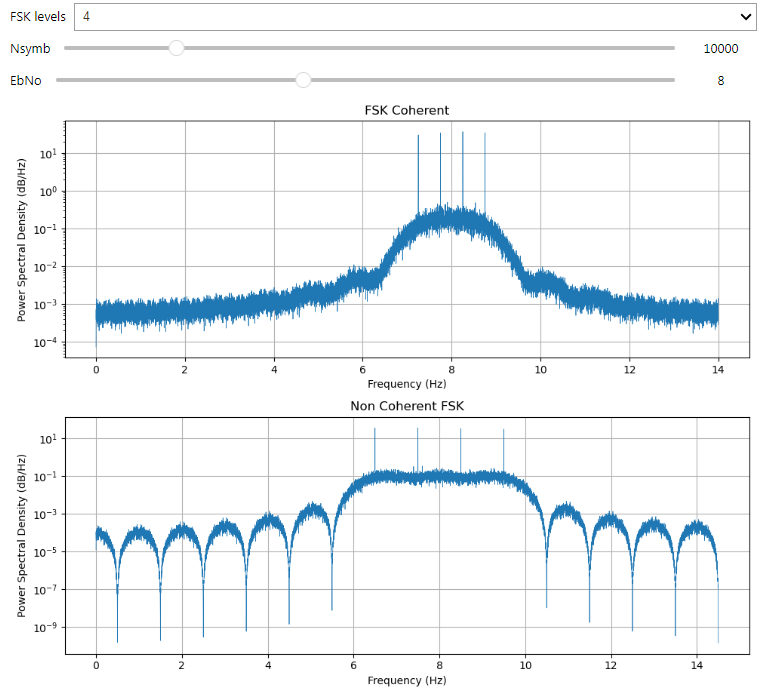 FSK levels 4
Nsymb 10000
EbNo 8
FSK Coherent
Power Spectral Density (dB/Hz)
10¹
10⁰
10⁻¹
10⁻²
10⁻³
10⁻⁴
0 2 4 6 8 10 12 14
Frequency (Hz)
Non Coherent FSK
Power Spectral Density (dB/Hz)
10¹
10⁻¹
10⁻³
10⁻⁵
10⁻⁷
10⁻⁹
0 2 4 6 8 10 12 14
Frequency (Hz)